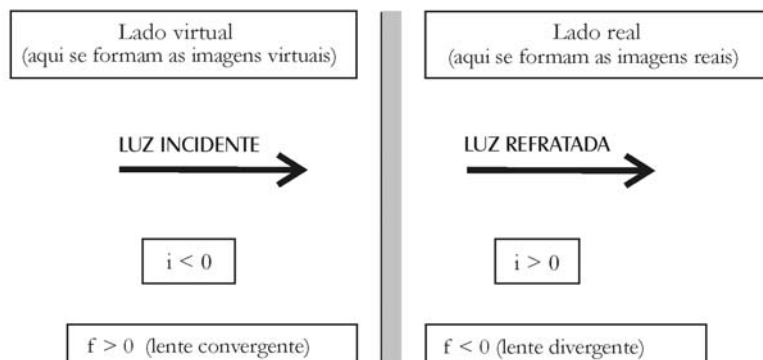 Lado virtual
(aqui se formam as imagens virtuais)
Lado real
(aqui se formam as imagens reais)
LUZ INCIDENTE
LUZ REFRATADA
i < 0
i > 0
f > 0 (lente convergente)
f < 0 (lente divergente)